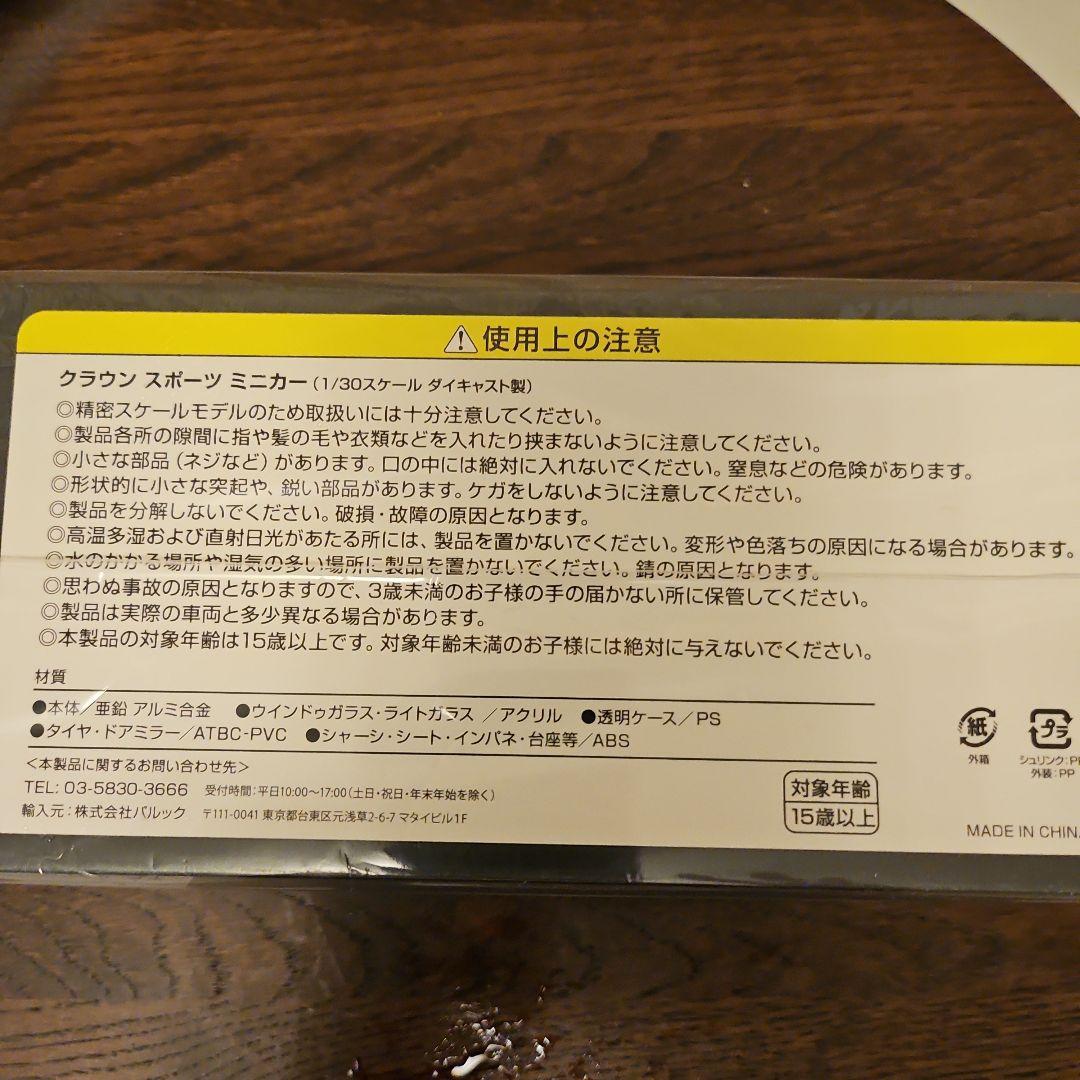 ⚠使用上の注意
クラウン スポーツ ミニカー(1/30スケール ダイキャスト製)
◎精密スケールモデルのため取扱いには十分注意してください。
◎製品各所の隙間に指や髪の毛や衣類などを入れたり挟まないように注意してください。
◎小さな部品(ネジなど)があります。口の中には絶対に入れないでください。窒息などの危険があります。
◎形状的に小さな突起や、鋭い部品があります。ケガをしないように注意してください。
◎製品を分解しないでください。破損・故障の原因となります。
◎高温多湿および直射日光があたる所には、製品を置かないでください。変形や色落ちの原因になる場合があります。
◎水のかかる場所や湿気の多い場所に製品を置かないでください。錆の原因となります。
◎思わぬ事故の原因となりますので、3歳未満のお子様の手の届かない所に保管してください。
◎製品は実際の車両と多少異なる場合があります。
◎本製品の対象年齢は15歳以上です。対象年齢未満のお子様には絶対に与えないでください。
材質
●本体/亜鉛 アルミ合金 ●ウインドゥガラス・ライトガラス/アクリル ●透明ケース/PS
●タイヤ・ドアミラー/ATBC-PVC ●シャーシ・シート・インパネ・台座等/ABS
<本製品に関するお問い合わせ先>
TEL: 03-5830-3666 受付時間:平日10:00~17:00(土日・祝日・年末年始を除く)
輸入元:株式会社バルック 〒111-0041 東京都台東区元浅草2-6-7 マタイビル1F
対象年齢
15歳以上
紙
外箱
プラ
シュリンク:P
外装:PP
MADE IN CHINA